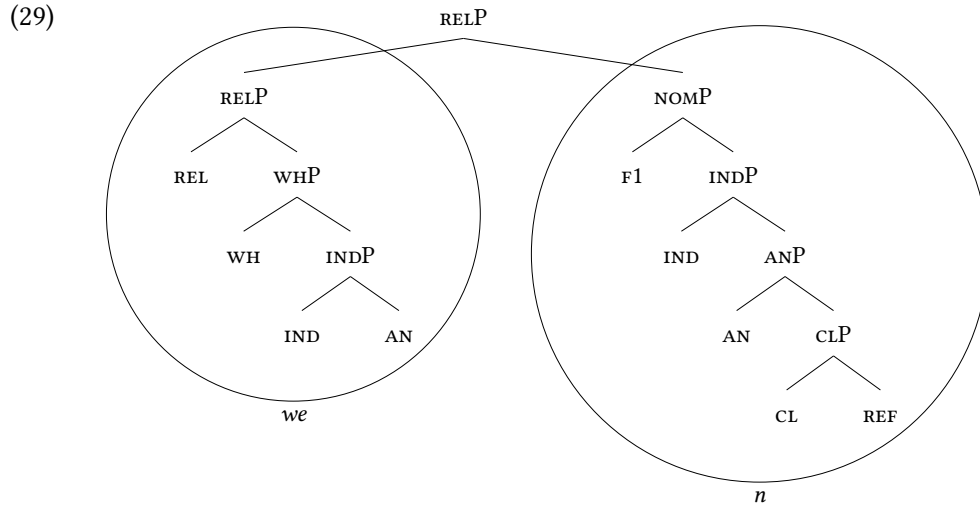 (29)
RELP
RELP NOMP
REL WHP F1 INDP
WH INDP IND ANP
IND AN AN CLP
we CL REF
n